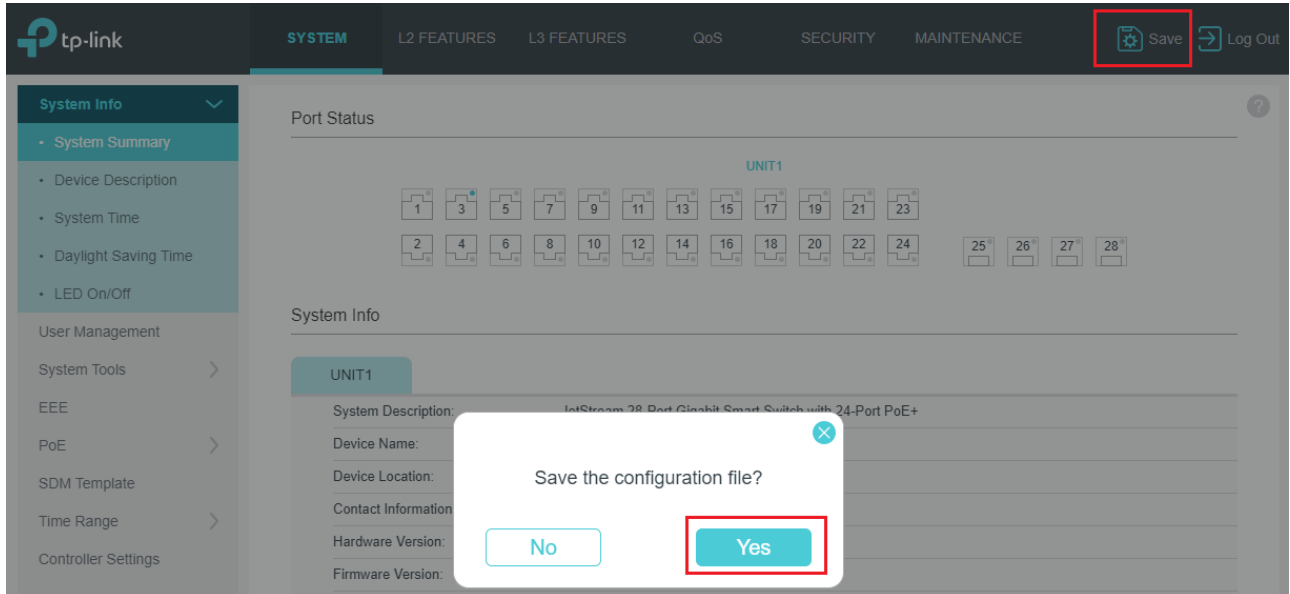 tp-link
SYSTEM L2 FEATURES L3 FEATURES QoS SECURITY MAINTENANCE Save Log Out
System Info
• System Summary
• Device Description
• System Time
• Daylight Saving Time
• LED On/Off
User Management
System Tools
EEE
PoE
SDM Template
Time Range
Controller Settings
Port Status
?
UNIT1
1 3 5 7 9 11 13 15 17 19 21 23
2 4 6 8 10 12 14 16 18 20 22 24 25 26 27 28
System Info
UNIT1
System Description: JetStream 28-Port Gigabit Smart Switch with 24-Port PoE+
Device Name:
Device Location:
Contact Information
Hardware Version:
Firmware Version:
Save the configuration file?
No Yes